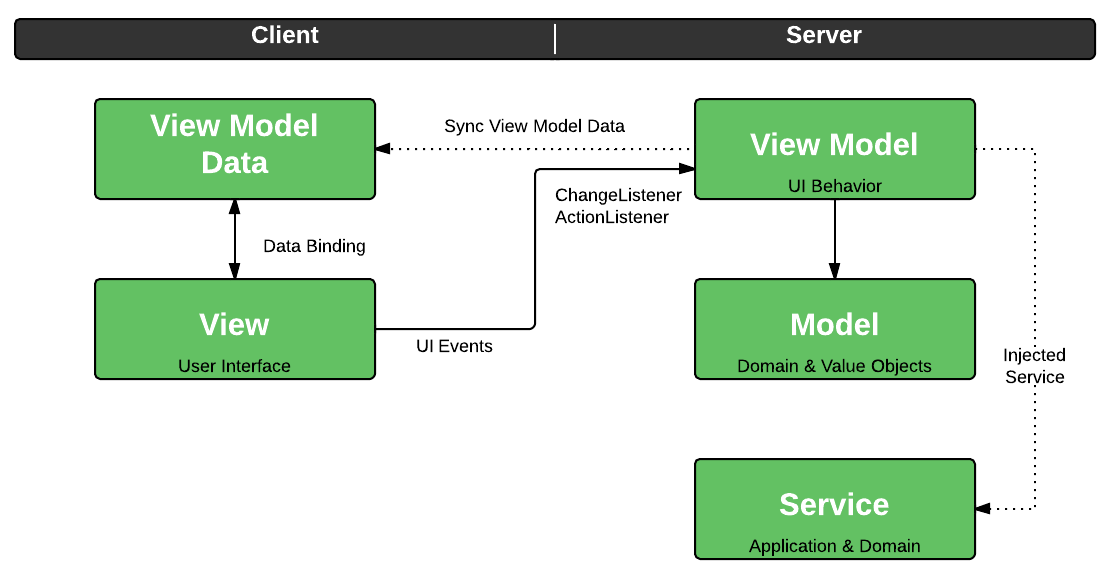 Client
Server
View Model
Data
Sync View Model Data
View Model
UI Behavior
ChangeListener
ActionListener
Data Binding
View
User Interface
UI Events
Model
Domain & Value Objects
Injected
Service
Service
Application & Domain